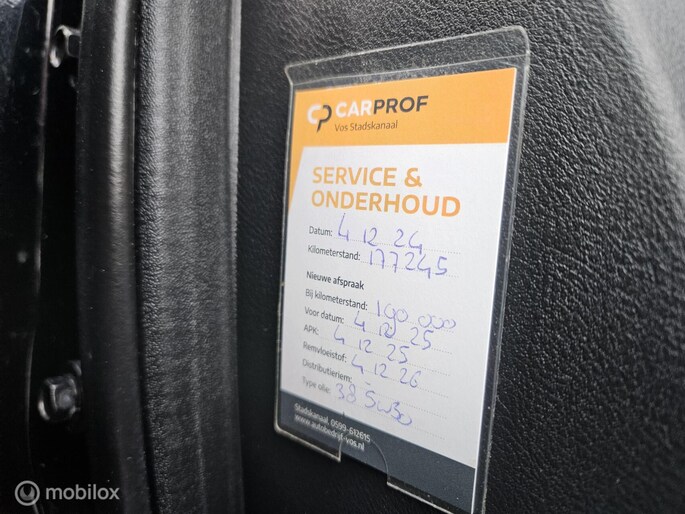 CARPROF
Vos Stadskanaal
SERVICE &
ONDERHOUD
Datum: 4 12 24
Kilometerstand: 177245
Nieuwe afspraak
Bij kilometerstand: 190.000
Voor datum: 4 12 25
APK: 4 12 25
Remvloeistof: 4 12 26
Distributieriem: -
Type olie: 3.8 5w30
Stadskanaal, 0599-612615
www.autobedrijf-vos.nl
mobilox